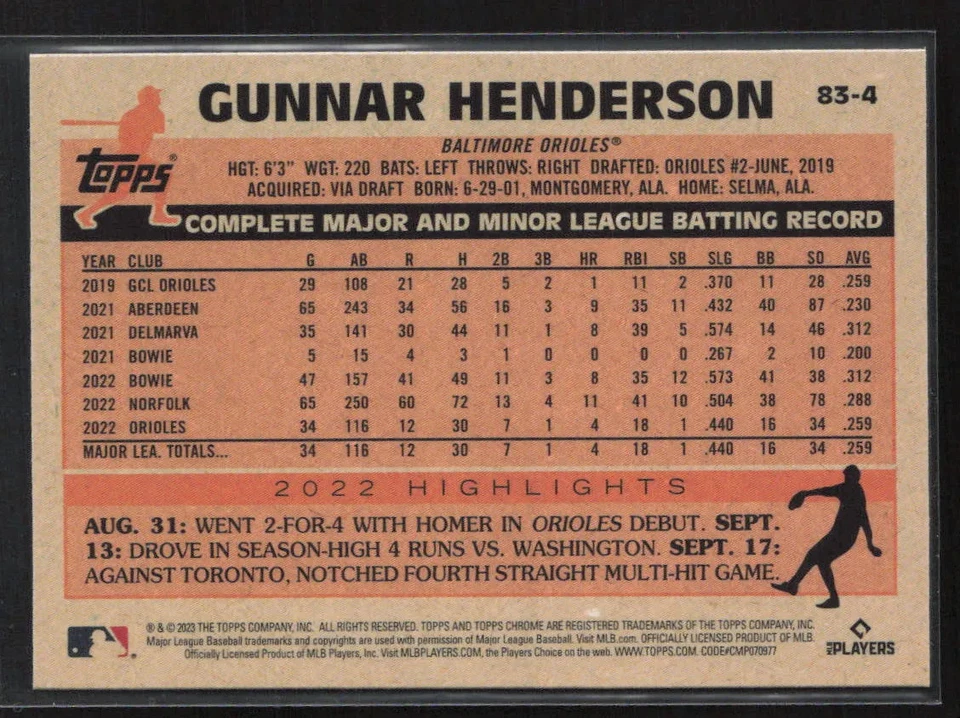 GUNNAR HENDERSON 83-4
Topps®
BALTIMORE ORIOLES®
HGT: 6'3" WGT: 220 BATS: LEFT THROWS: RIGHT DRAFTED: ORIOLES #2-JUNE, 2019
ACQUIRED: VIA DRAFT BORN: 6-29-01, MONTGOMERY, ALA. HOME: SELMA, ALA.
COMPLETE MAJOR AND MINOR LEAGUE BATTING RECORD
YEAR CLUB G AB R H 2B 3B HR RBI SB SLG BB SO AVG
2019 GCL ORIOLES 29 108 21 28 5 2 1 11 2 .370 11 28 .259
2021 ABERDEEN 65 243 34 56 16 3 9 35 11 .432 40 87 .230
2021 DELMARVA 35 141 30 44 11 1 8 39 5 .574 14 46 .312
2021 BOWIE 5 15 4 3 1 0 0 0 0 .267 2 10 .200
2022 BOWIE 47 157 41 49 11 3 8 35 12 .573 41 38 .312
2022 NORFOLK 65 250 60 72 13 4 11 41 10 .504 38 78 .288
2022 ORIOLES 34 116 12 30 7 1 4 18 1 .440 16 34 .259
MAJOR LEA. TOTALS... 34 116 12 30 7 1 4 18 1 .440 16 34 .259
2022 HIGHLIGHTS
AUG. 31: WENT 2-FOR-4 WITH HOMER IN ORIOLES DEBUT. SEPT.
13: DROVE IN SEASON-HIGH 4 RUNS VS. WASHINGTON. SEPT. 17:
AGAINST TORONTO, NOTCHED FOURTH STRAIGHT MULTI-HIT GAME.
® & © 2023 THE TOPPS COMPANY, INC. ALL RIGHTS RESERVED. TOPPS AND TOPPS CHROME ARE REGISTERED TRADEMARKS OF THE TOPPS COMPANY, INC.
Major League Baseball trademarks and copyrights are used with permission of Major League Baseball. Visit MLB.com. OFFICIALLY LICENSED PRODUCT OF MLB.
Officially Licensed Product of MLB Players, Inc. Visit MLBPLAYERS.COM, the Players Choice on the web. WWW.TOPPS.COM. CODE#CMP070977
MLB PLAYERS